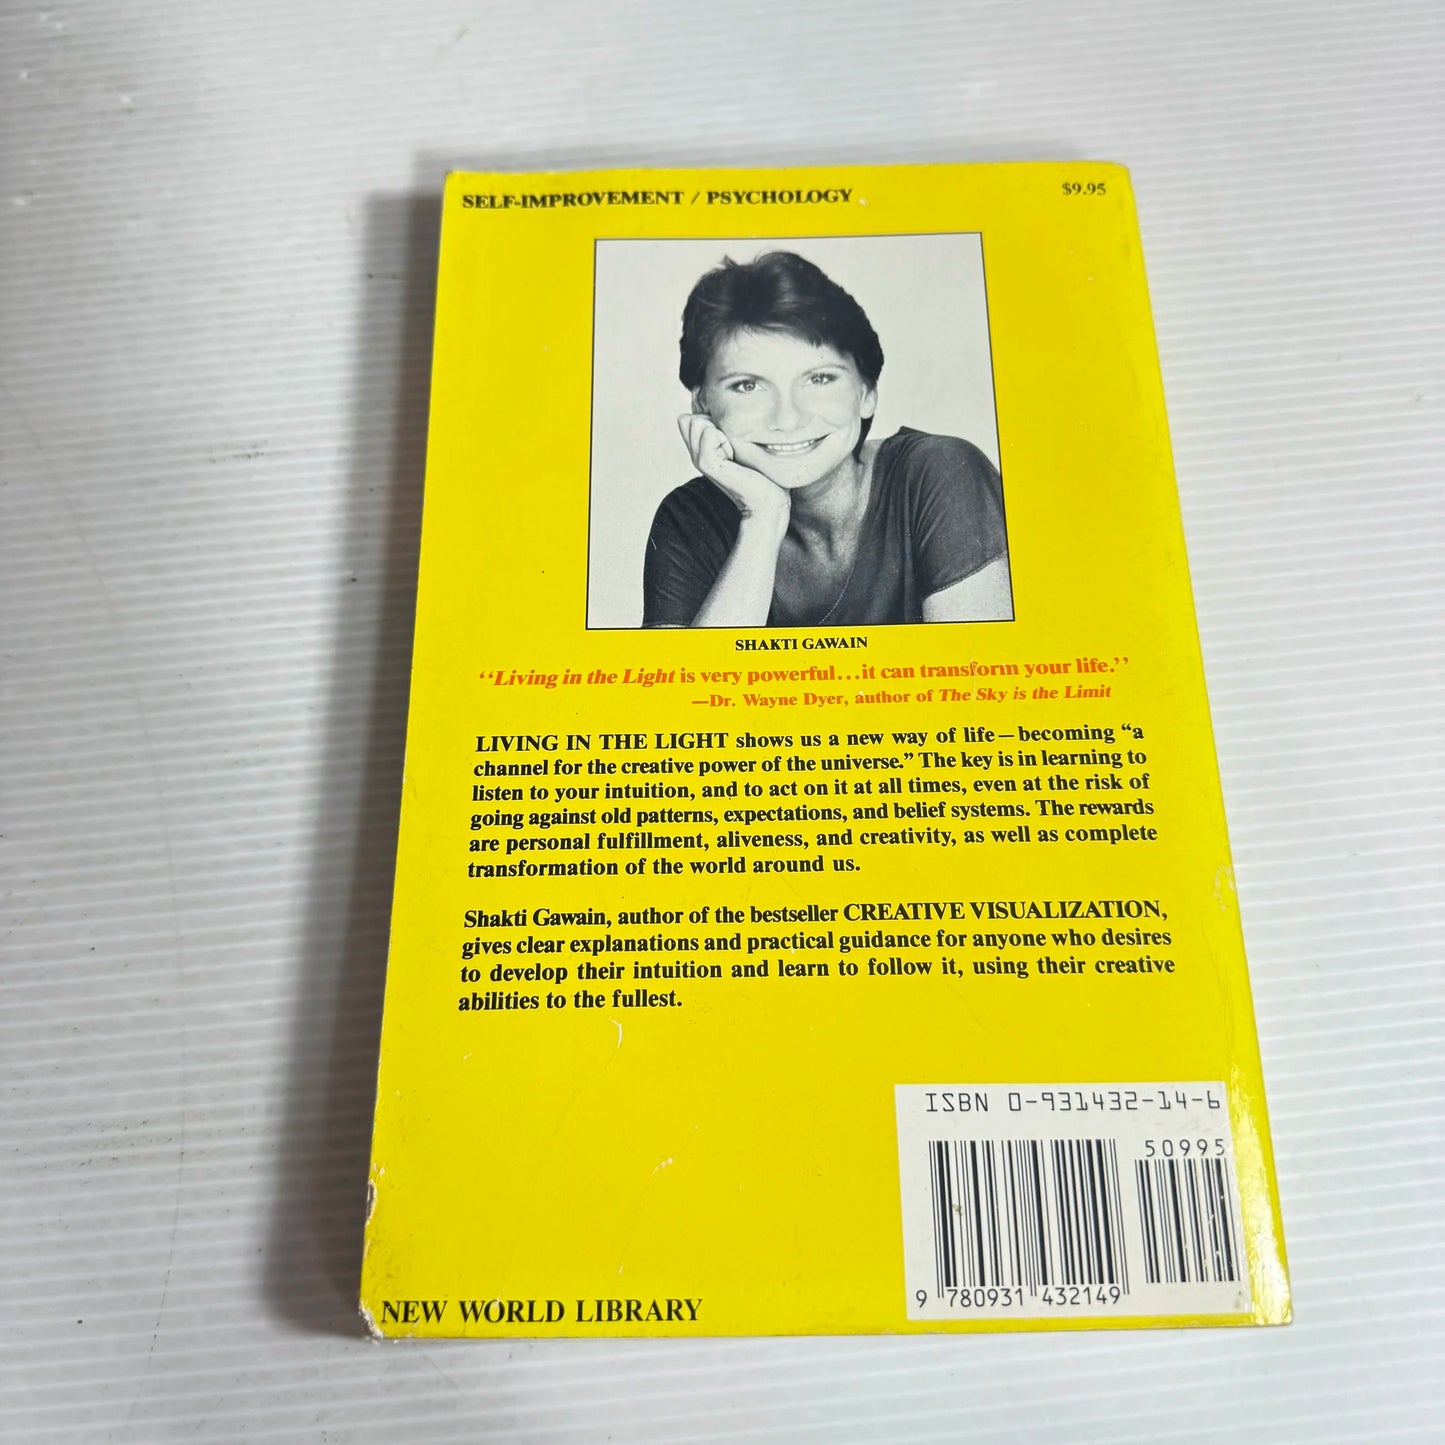 SELF-IMPROVEMENT / PSYCHOLOGY
$9.95
SHAKTI GAWAIN
“Living in the Light is very powerful...it can transform your life.”
—Dr. Wayne Dyer, author of The Sky is the Limit
LIVING IN THE LIGHT shows us a new way of life—becoming “a
channel for the creative power of the universe.” The key is in learning to
listen to your intuition, and to act on it at all times, even at the risk of
going against old patterns, expectations, and belief systems. The rewards
are personal fulfillment, aliveness, and creativity, as well as complete
transformation of the world around us.
Shakti Gawain, author of the bestseller CREATIVE VISUALIZATION,
gives clear explanations and practical guidance for anyone who desires
to develop their intuition and learn to follow it, using their creative
abilities to the fullest.
ISBN 0-931432-14-6
50995
9 780931 432149
NEW WORLD LIBRARY